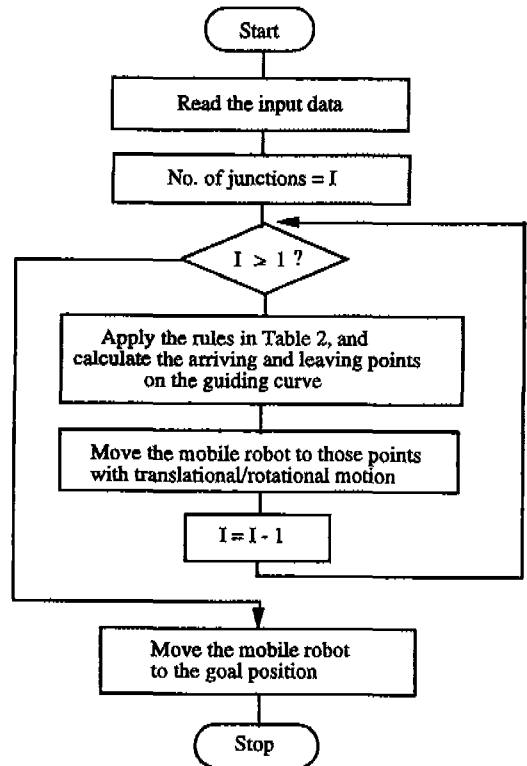 Start
Read the input data
No. of junctions = I
I > 1 ?
Apply the rules in Table 2, and
calculate the arriving and leaving points
on the guiding curve
Move the mobile robot to those points
with translational/rotational motion
I = I - 1
Move the mobile robot
to the goal position
Stop